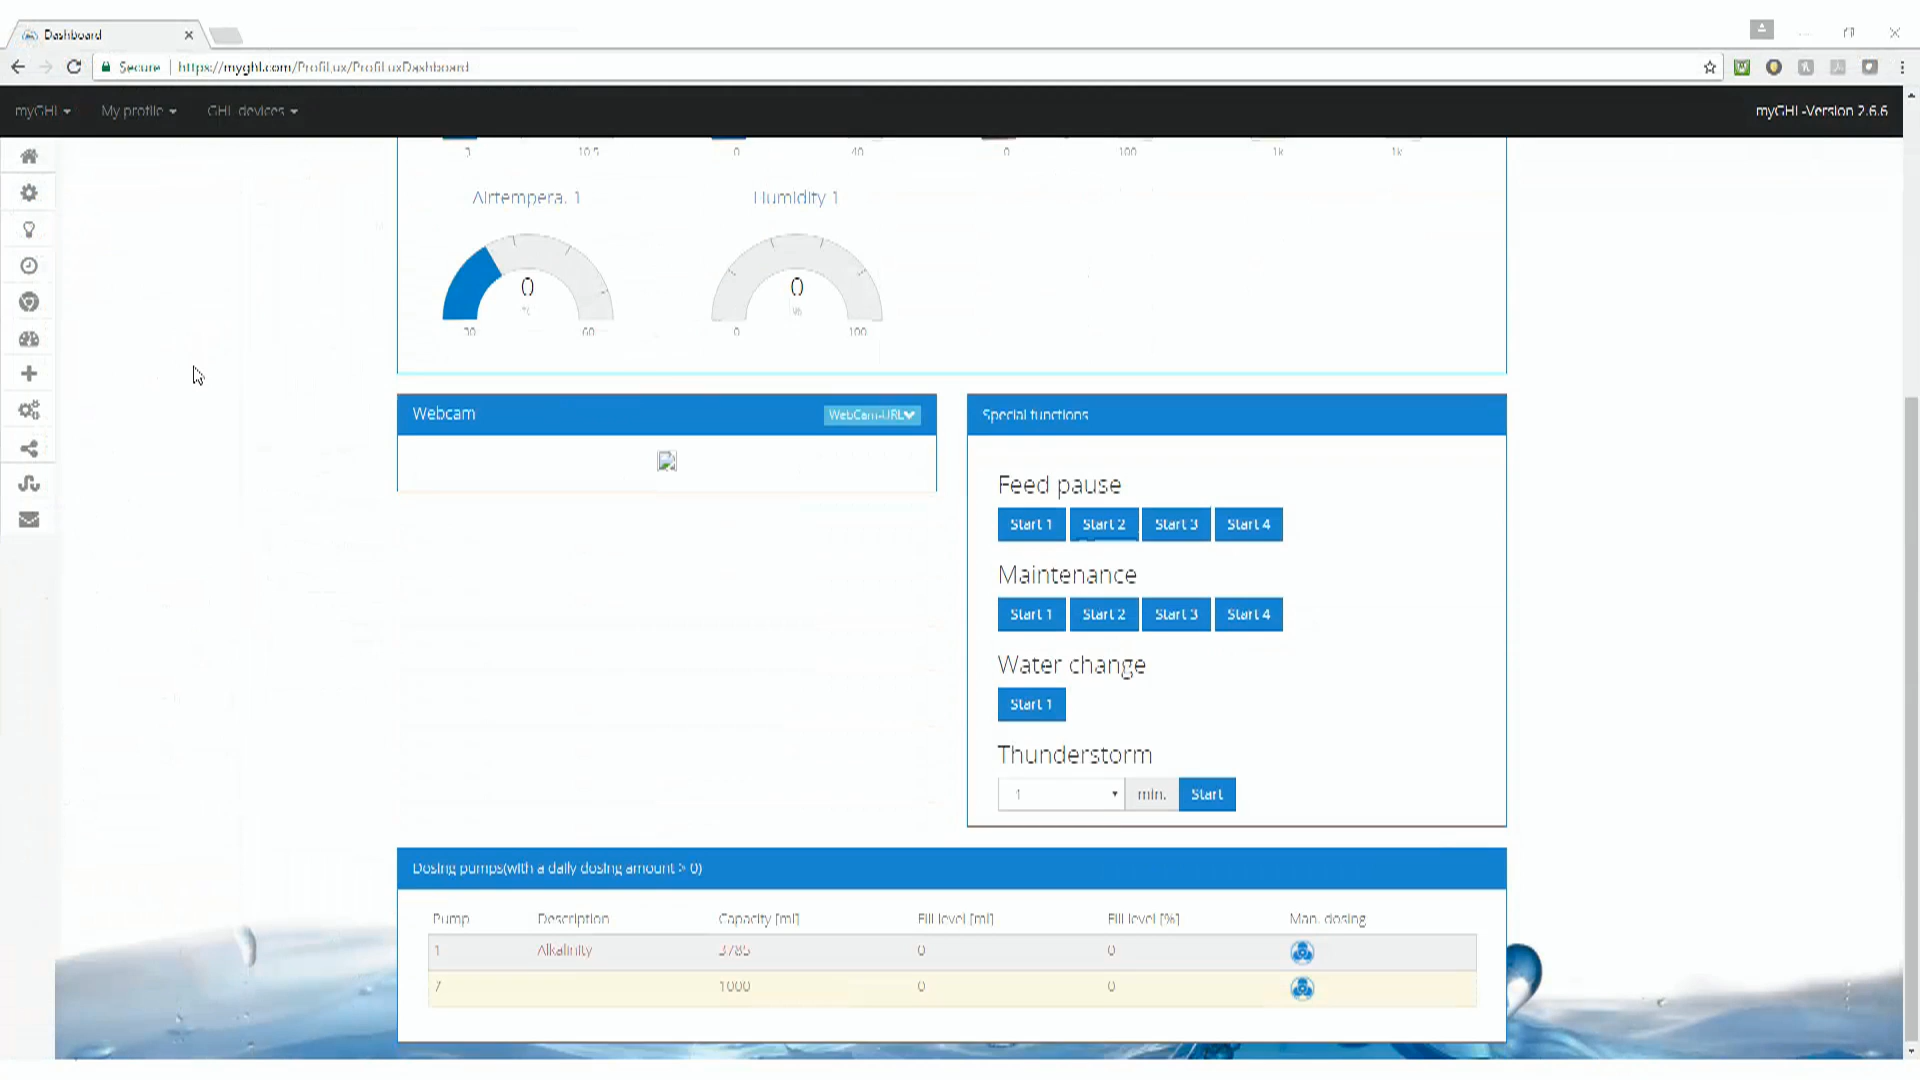 Dashboard
Secure | https://myghl.com/ProfiLux/ProfiLuxDashboard
myGHL My profile GHL devices myGHL-Version 2.6.6
10.5 0 40 0 100 1k 1k
Airtempera. 1 Humidity 1
0 0
°C %
60 0 100
Webcam WebCam-URL
Special functions
Feed pause
Start 1 Start 2 Start 3 Start 4
Maintenance
Start 1 Start 2 Start 3 Start 4
Water change
Start 1
Thunderstorm
1 min. Start
Dosing pumps(with a daily dosing amount > 0)
Pump Description Capacity [ml] Fill level [ml] Fill level [%] Man. dosing
1 Alkalinity 3785 0 0
7 1000 0 0